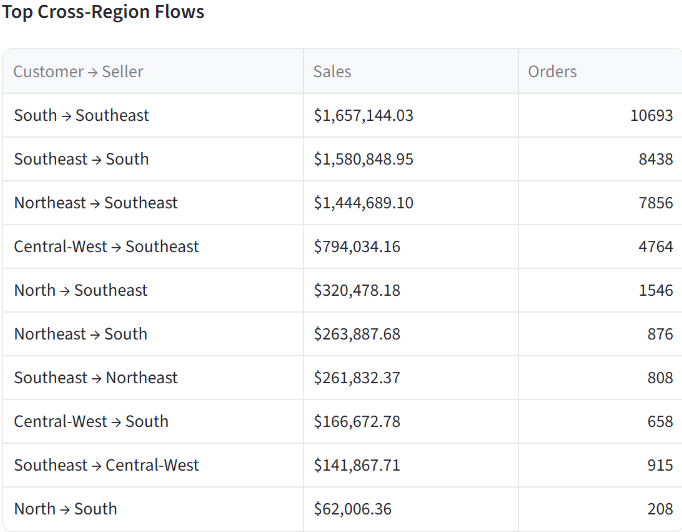 Top Cross-Region Flows
Customer → Seller Sales Orders
South → Southeast $1,657,144.03 10693
Southeast → South $1,580,848.95 8438
Northeast → Southeast $1,444,689.10 7856
Central-West → Southeast $794,034.16 4764
North → Southeast $320,478.18 1546
Northeast → South $263,887.68 876
Southeast → Northeast $261,832.37 808
Central-West → South $166,672.78 658
Southeast → Central-West $141,867.71 915
North → South $62,006.36 208